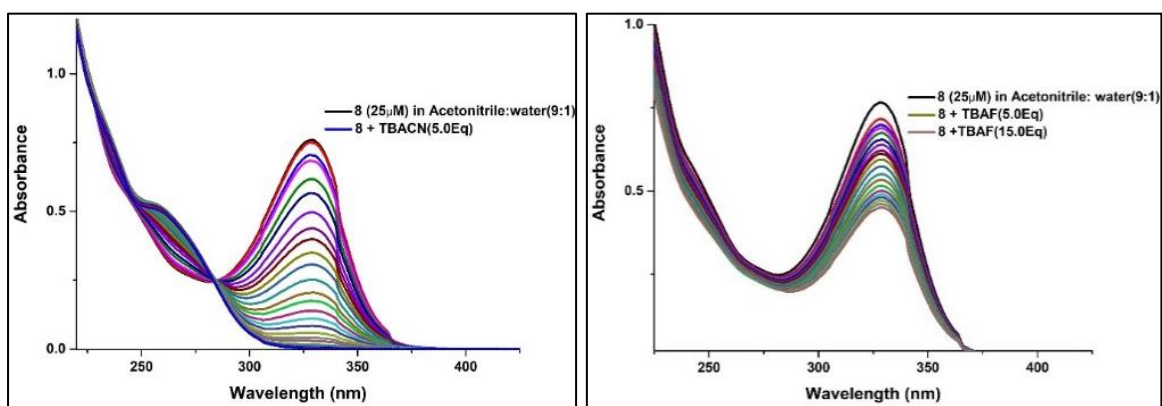 1.0
0.5
0.0
Absorbance
8 (25μM) in Acetonitrile:water(9:1)
8 + TBACN(5.0Eq)
250
300
350
400
Wavelength (nm)
1.0
0.5
Absorbance
8 (25μM) in Acetonitrile: water(9:1)
8 + TBAF(5.0Eq)
8 +TBAF(15.0Eq)
250
300
350
400
Wavelength (nm)